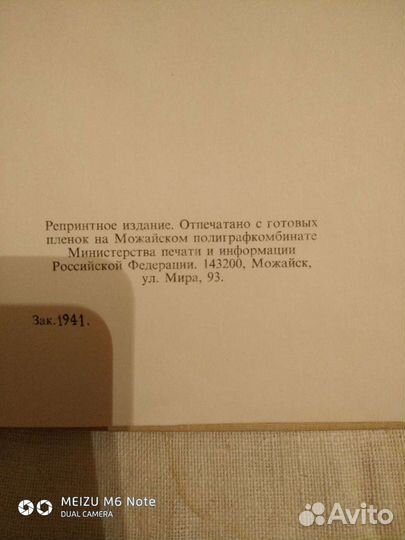 Репринтное издание. Отпечатано с готовых
пленок на Можайском полиграфкомбинате
Министерства печати и информации
Российской Федерации. 143200, Можайск,
ул. Мира, 93.
Зак.1941.
MEIZU M6 Note
DUAL CAMERA
Avito